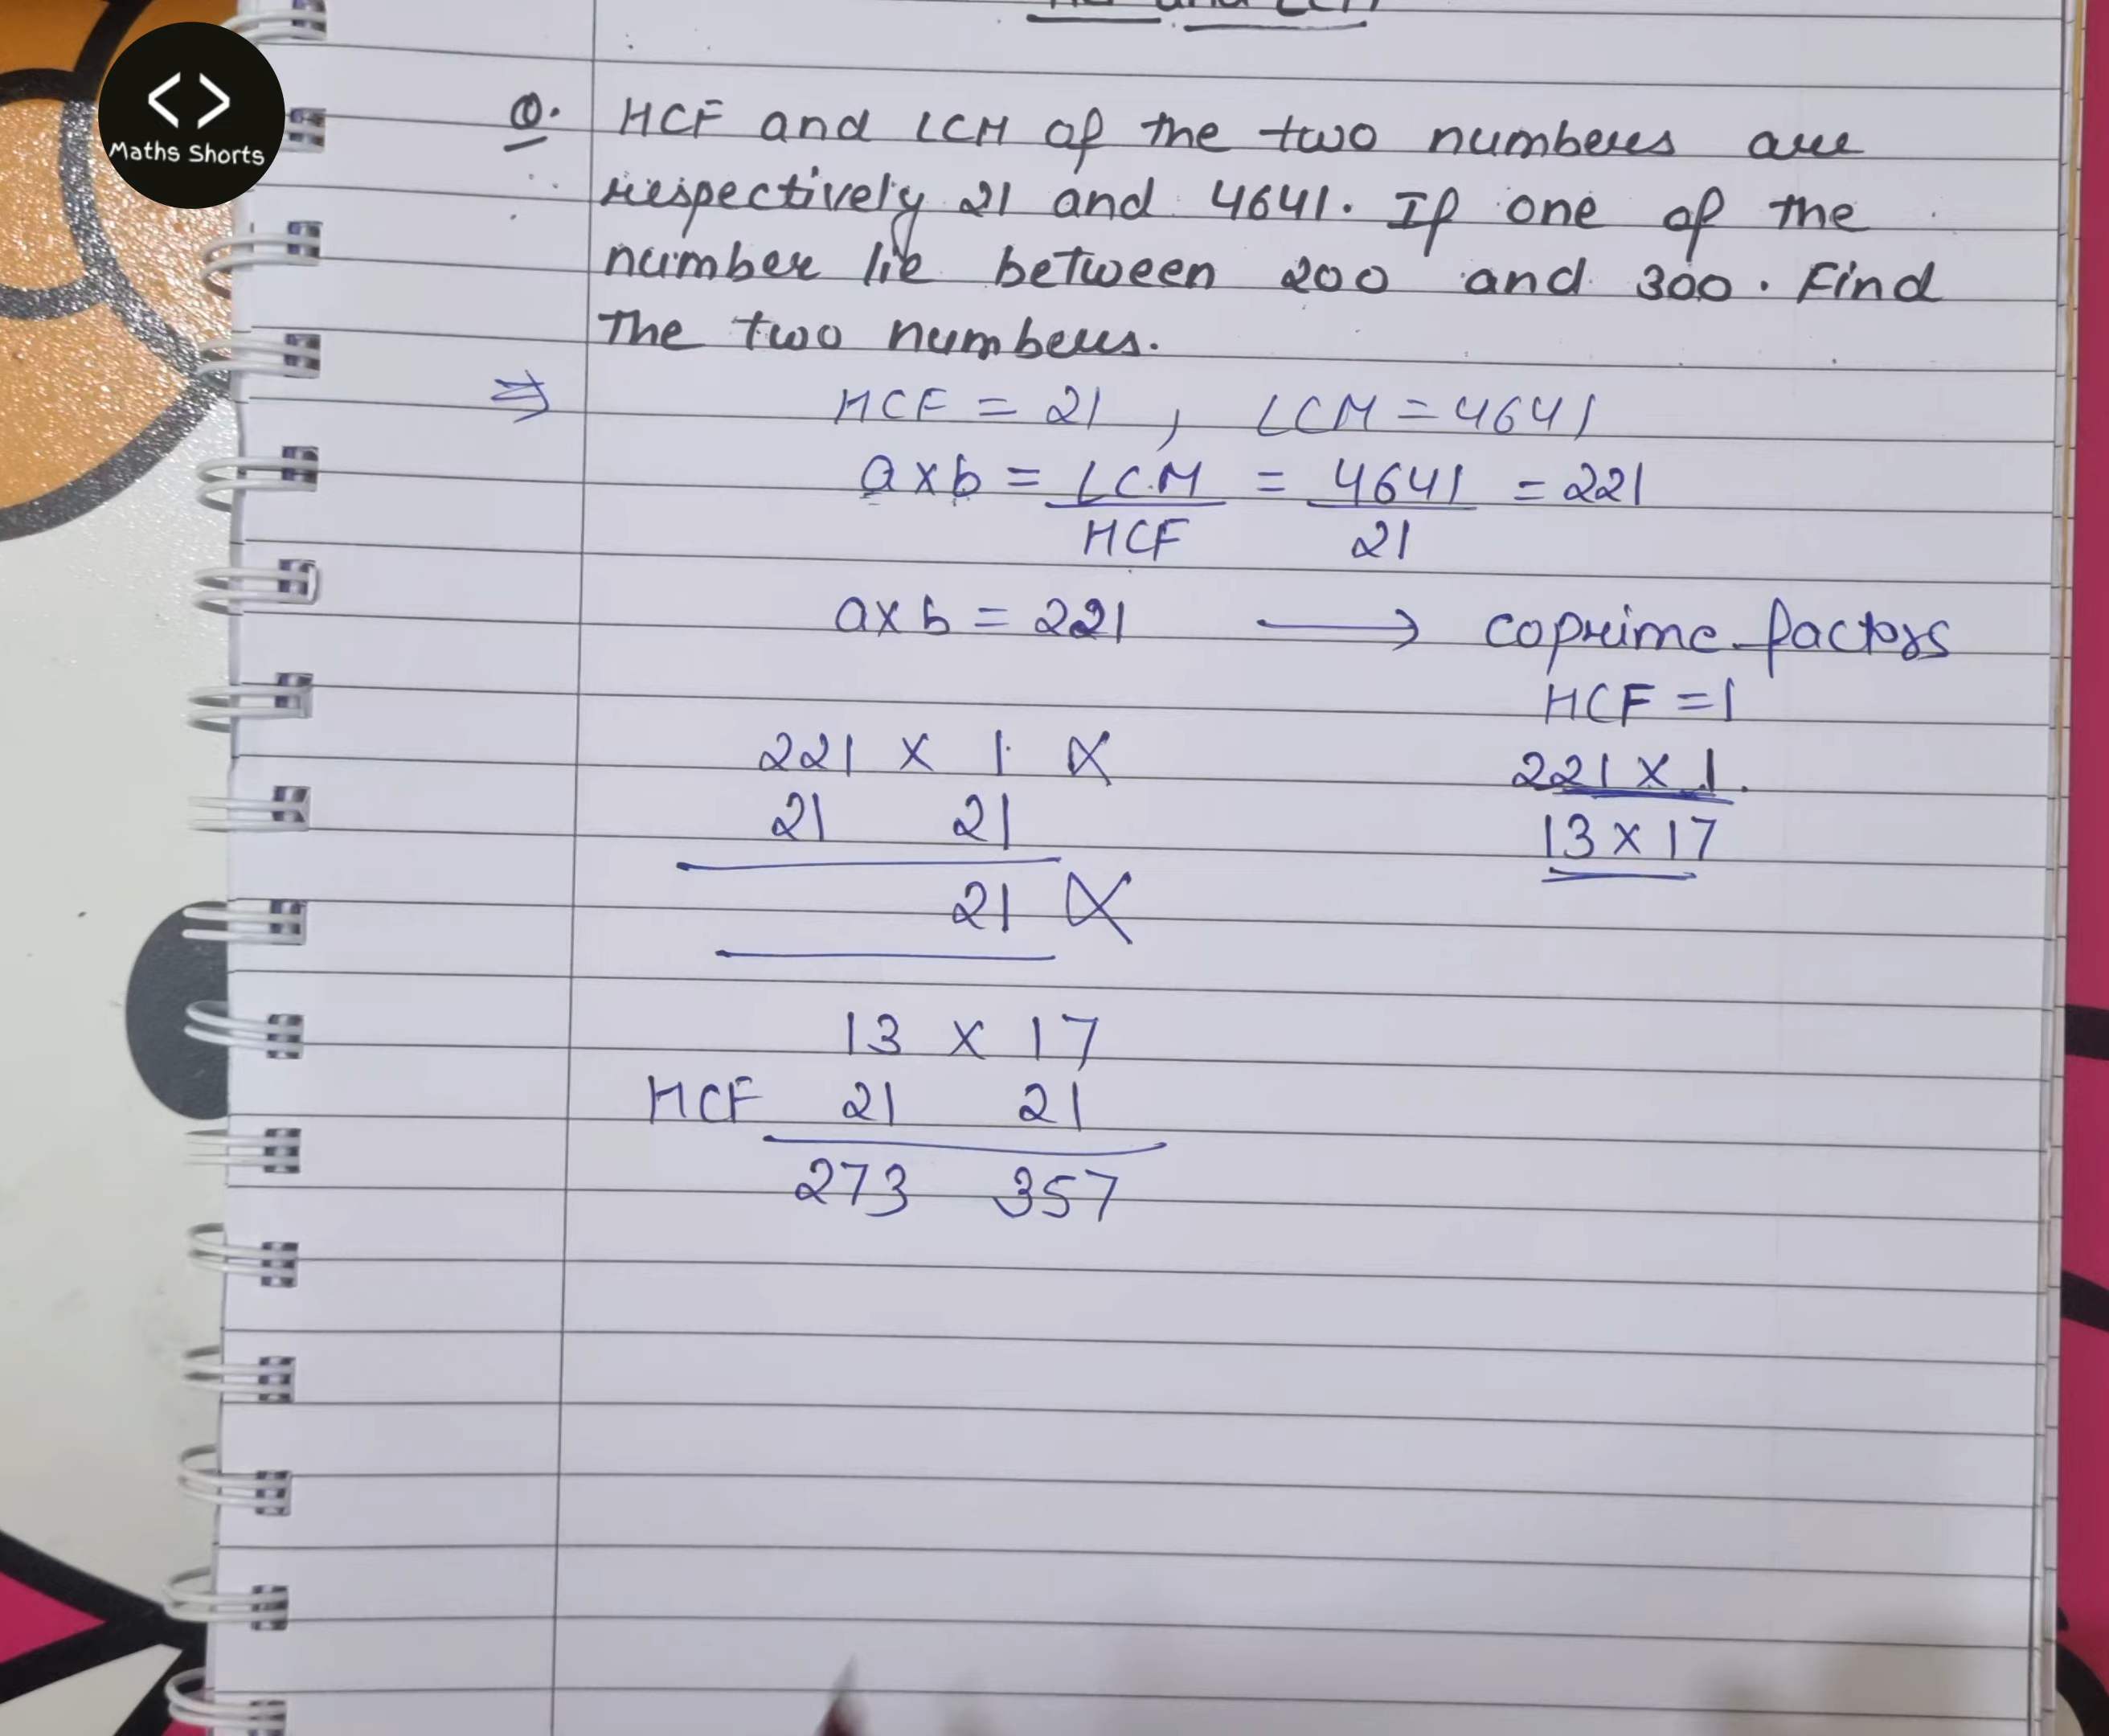 <>
Maths Shorts
and LCM
Q. HCF and LCM of the two numbers are
respectively 21 and 4641. If one of the
number lie between 200 and 300. Find
The two numbers.
⇒ HCF = 21, LCM = 4641
a x b = LCM / HCF = 4641 / 21 = 221
a x b = 221 → coprime factors
HCF = 1
221 x 1 x
221 x 1.
21 21
13 x 17
21 x
13 x 17
HCF 21 21
273 357